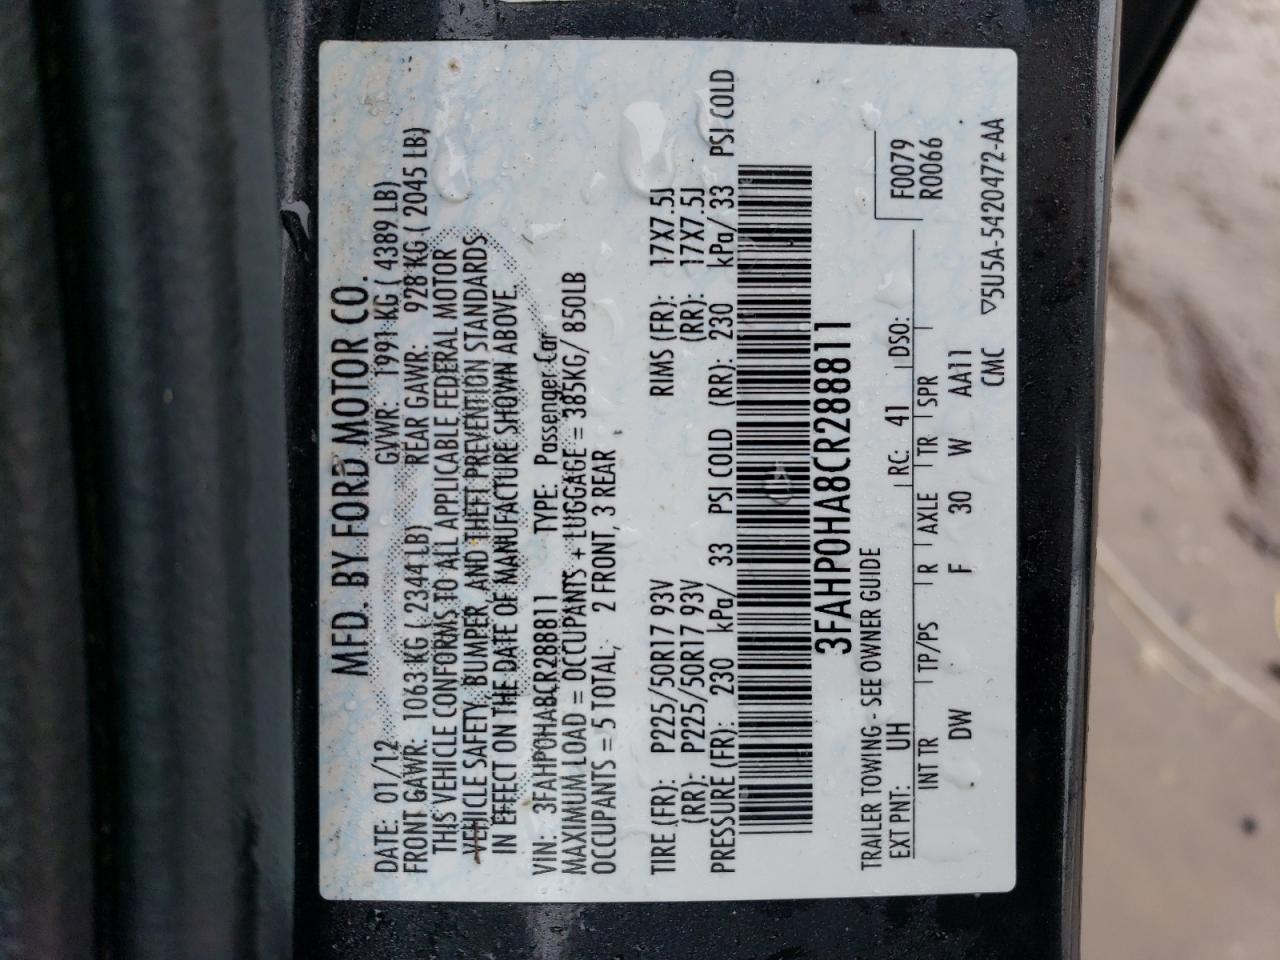 MFD. BY FORD MOTOR CO.
DATE: 01/12 GVWR: 1991 KG ( 4389 LB)
FRONT GAWR: 1063 KG ( 2344 LB) REAR GAWR: 928 KG ( 2045 LB)
THIS VEHICLE CONFORMS TO ALL APPLICABLE FEDERAL MOTOR
VEHICLE SAFETY, BUMPER, AND THEFT PREVENTION STANDARDS
IN EFFECT ON THE DATE OF MANUFACTURE SHOWN ABOVE.
VIN: 3FAHP0HA8CR288811 TYPE: Passenger Car
MAXIMUM LOAD = OCCUPANTS + LUGGAGE = 385KG/ 850LB
OCCUPANTS = 5 TOTAL, 2 FRONT, 3 REAR
TIRE (FR): P225/50R17 93V RIMS (FR): 17X7.5J
(RR): P225/50R17 93V (RR): 17X7.5J
PRESSURE (FR): 230 kPa/ 33 PSI COLD (RR): 230 kPa/ 33 PSI COLD
3FAHP0HA8CR288811
TRAILER TOWING - SEE OWNER GUIDE F0079
EXT PNT: UH RC: 41 DSO: R0066
INT TR TP/PS R AXLE TR SPR
DW F 30 W AA11
CMC ▽5U5A-5420472-AA